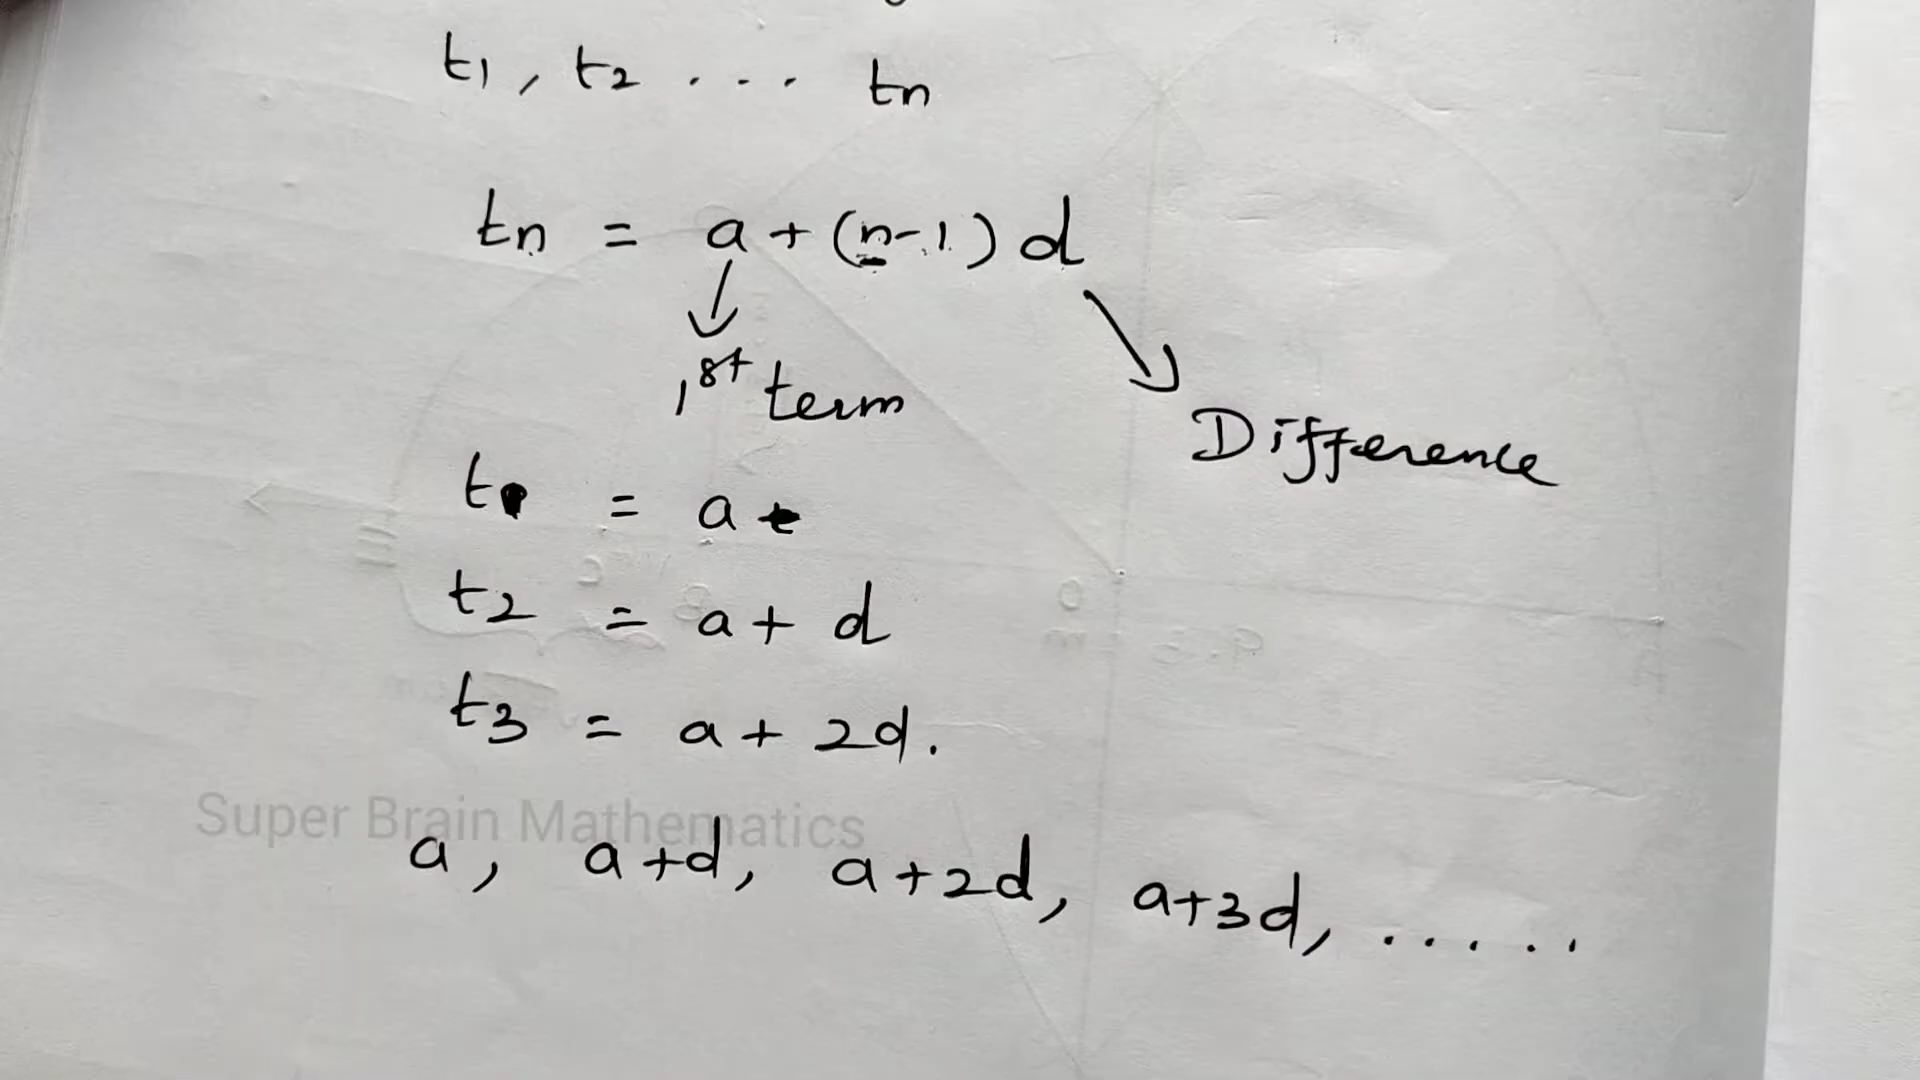 t1, t2 ... tn
tn = a + (n-1) d
1st term
Difference
t = a
t2 = a + d
t3 = a + 2d.
Super Brain Mathematics
a, a+d, a+2d, a+3d, .....